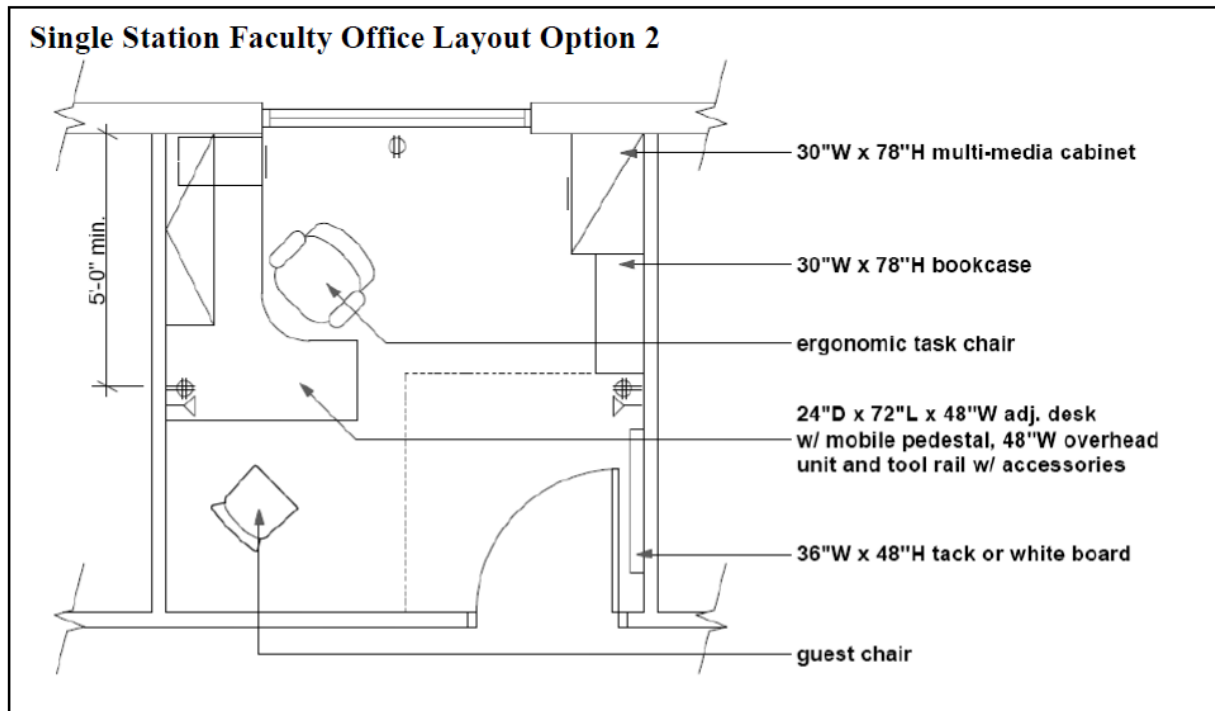 Single Station Faculty Office Layout Option 2
30"W x 78"H multi-media cabinet
5'-0" min.
30"W x 78"H bookcase
ergonomic task chair
24"D x 72"L x 48"W adj. desk
w/ mobile pedestal, 48"W overhead
unit and tool rail w/ accessories
36"W x 48"H tack or white board
guest chair